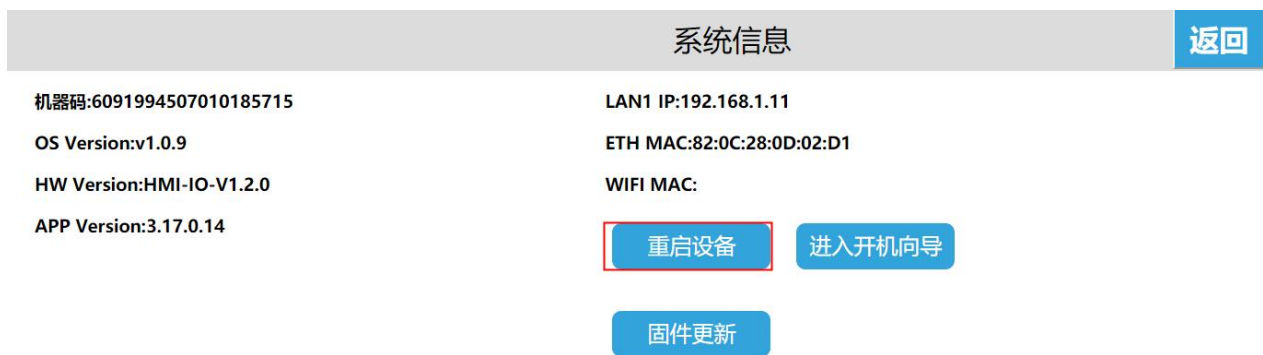 系统信息
返回
机器码:6091994507010185715
OS Version:v1.0.9
HW Version:HMI-IO-V1.2.0
APP Version:3.17.0.14
LAN1 IP:192.168.1.11
ETH MAC:82:0C:28:0D:02:D1
WIFI MAC:
重启设备
进入开机向导
固件更新